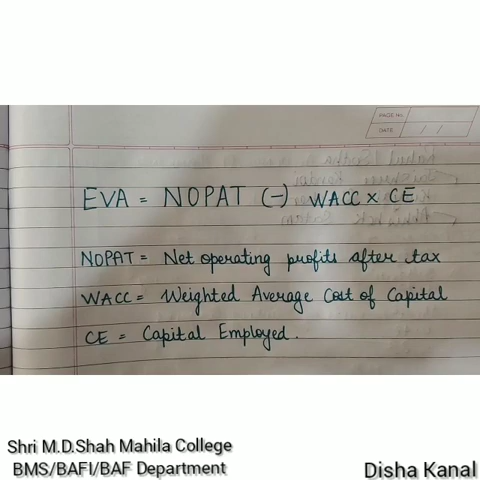 PAGE No.
DATE
EVA = NOPAT (-) WACC x CE
NOPAT = Net operating profits after tax
WACC = Weighted Average Cost of Capital
CE = Capital Employed.
Shri M.D.Shah Mahila College
BMS/BAFI/BAF Department
Disha Kanal